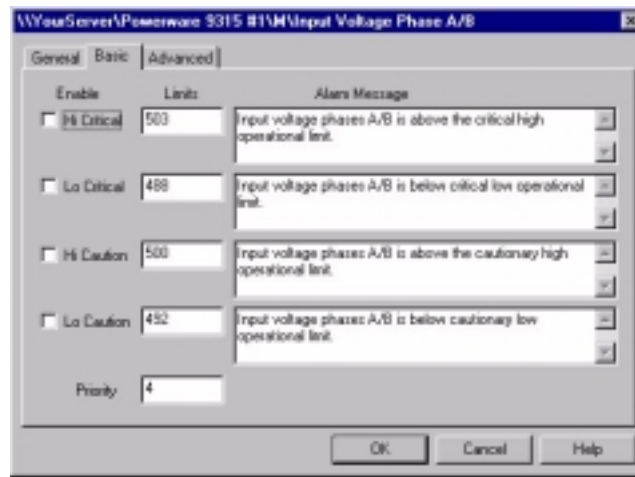 \\YourServer\Powerware 9315 #1\M\Input Voltage Phase A/B
General Basic Advanced
Enable Limits Alarm Message
Hi Critical 503 Input voltage phases A/B is above the critical high
operational limit.
Lo Critical 488 Input voltage phases A/B is below critical low operational
limit.
Hi Caution 500 Input voltage phases A/B is above the cautionary high
operational limit.
Lo Caution 492 Input voltage phases A/B is below cautionary low
operational limit.
Priority 4
OK Cancel Help